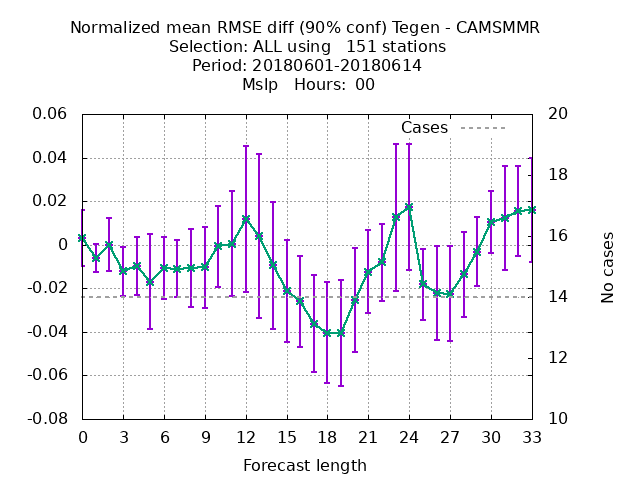 Normalized mean RMSE diff (90% conf) Tegen - CAMSMMR
Selection: ALL using   151 stations
Period: 20180601-20180614
Mslp   Hours:  00
0.06
0.04
0.02
0
-0.02
-0.04
-0.06
-0.08
Cases
20
18
16
14
12
10
No cases
0 3 6 9 12 15 18 21 24 27 30 33
Forecast length